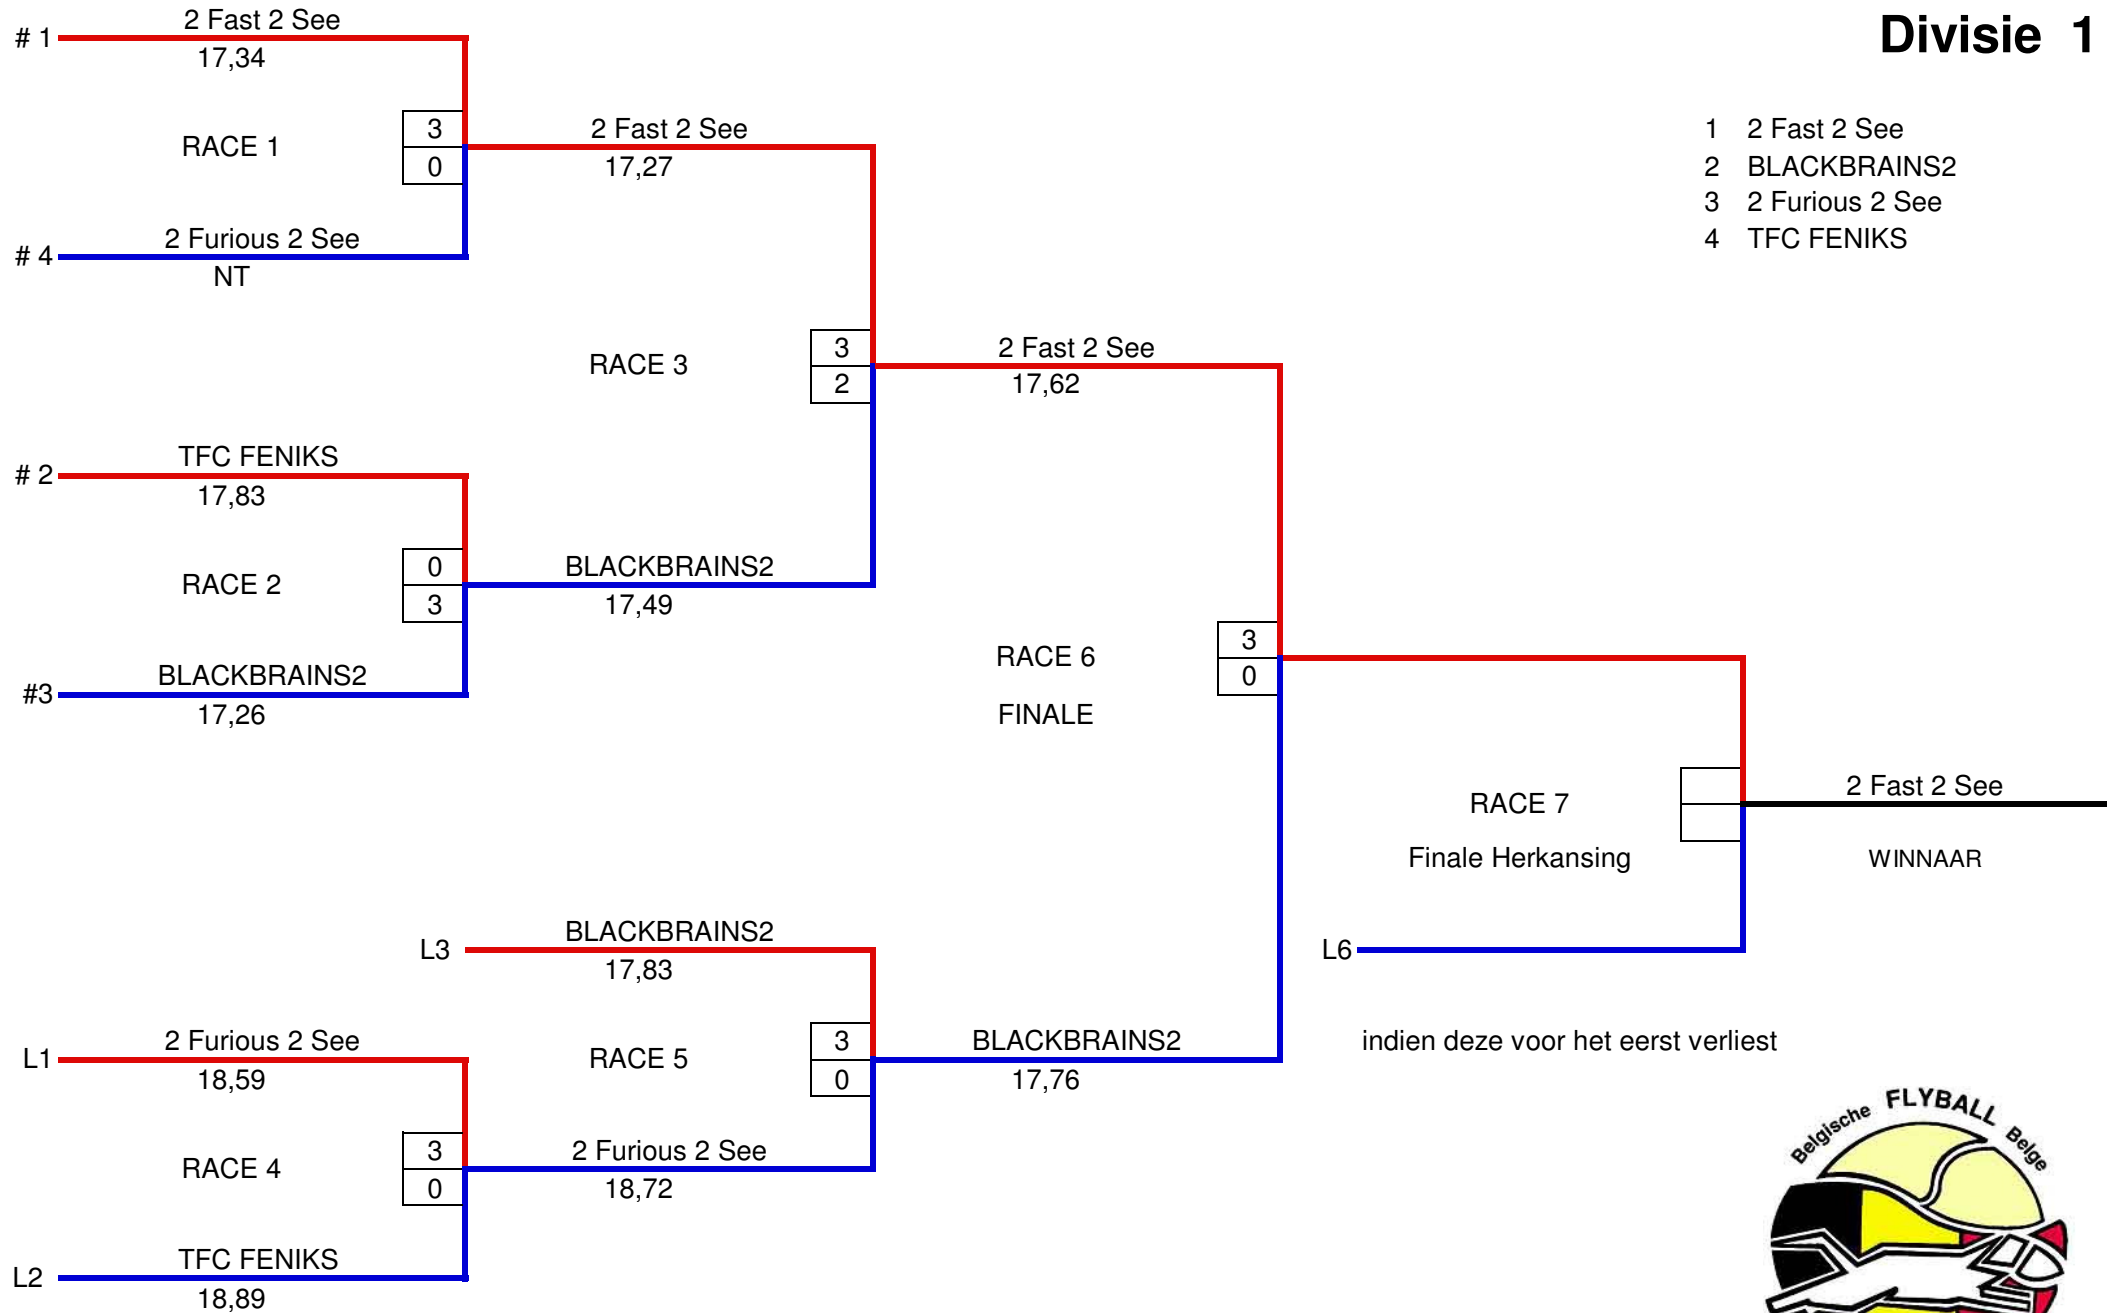 Divisie 1
1 2 Fast 2 See
2 BLACKBRAINS2
3 2 Furious 2 See
4 TFC FENIKS
# 1
2 Fast 2 See
17,34
RACE 1
3
0
# 4
2 Furious 2 See
NT
2 Fast 2 See
17,27
RACE 3
3
2
2 Fast 2 See
17,62
# 2
TFC FENIKS
17,83
RACE 2
0
3
#3
BLACKBRAINS2
17,26
BLACKBRAINS2
17,49
RACE 6
FINALE
3
0
RACE 7
Finale Herkansing
2 Fast 2 See
WINNAAR
L6
indien deze voor het eerst verliest
L3
BLACKBRAINS2
17,83
RACE 5
3
0
BLACKBRAINS2
17,76
L1
2 Furious 2 See
18,59
RACE 4
3
0
2 Furious 2 See
18,72
L2
TFC FENIKS
18,89
Belgische FLYBALL Belge